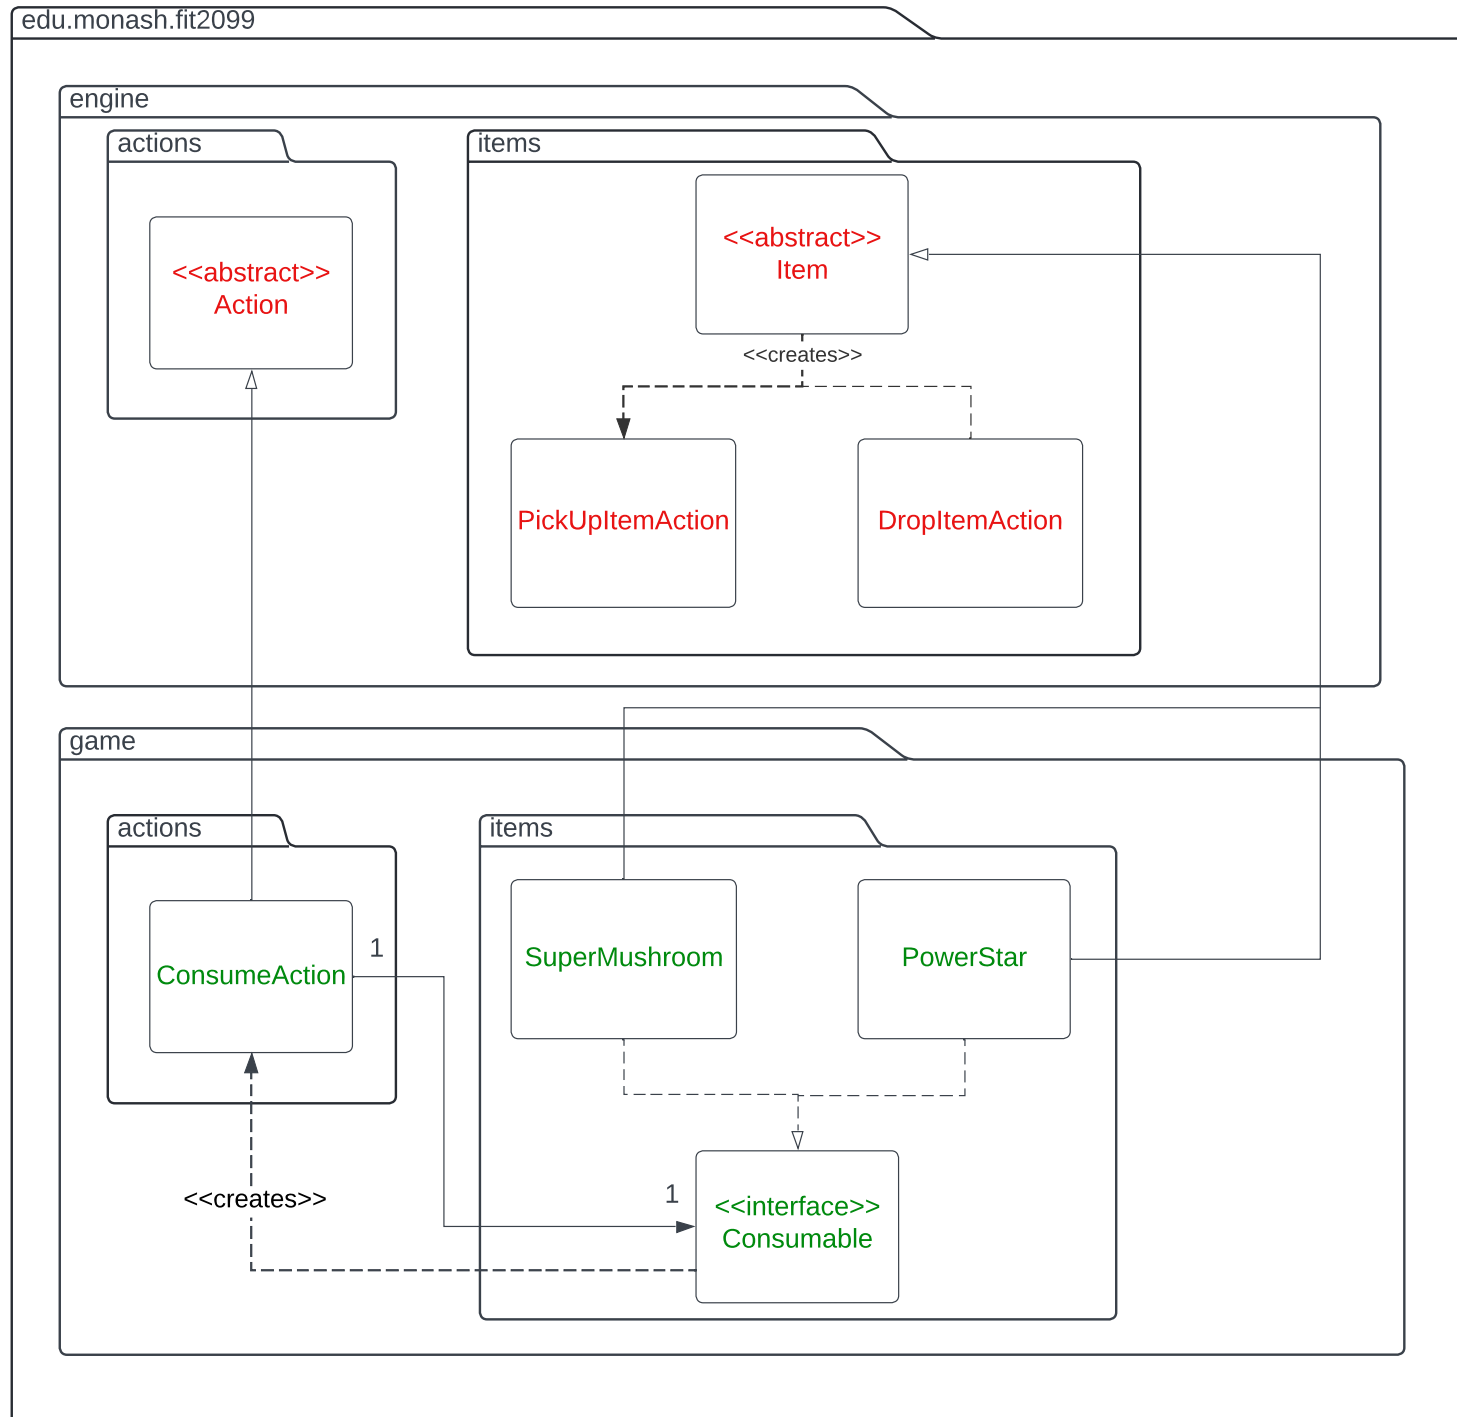 edu.monash.fit2099
engine
actions
items
<<abstract>>
Action
<<abstract>>
Item
<<creates>>
PickUpItemAction
DropItemAction
game
actions
items
ConsumeAction
1
SuperMushroom
PowerStar
<<creates>>
1
<<interface>>
Consumable